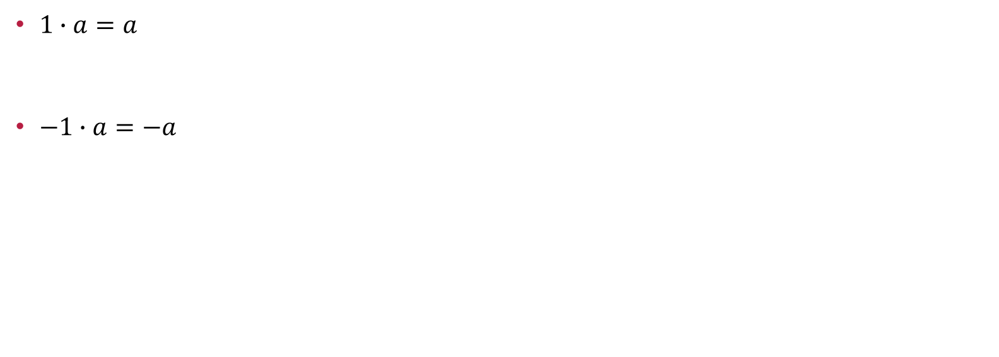 • 1 · a = a
• −1 · a = −a